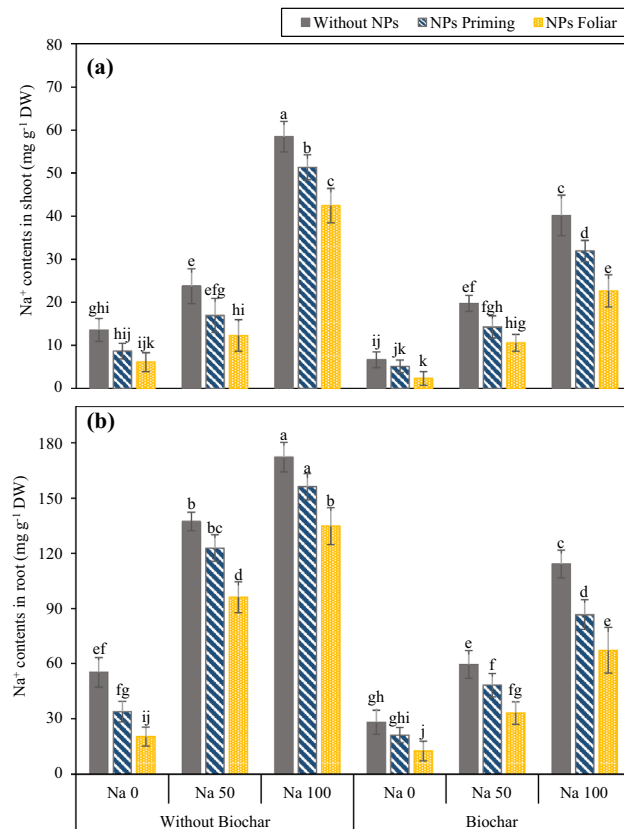 Without NPs NPs Priming NPs Foliar
(a)
Na⁺ contents in shoot (mg g⁻¹ DW)
80
70
60
50
40
30
20
10
0
ghi hij ijk e efg hi a b c ij jk k ef fgh hig c d e
(b)
Na⁺ contents in root (mg g⁻¹ DW)
180
150
120
90
60
30
0
ef fg ij b bc d a a b gh ghi j e f fg c d e
Na 0 Na 50 Na 100 Na 0 Na 50 Na 100
Without Biochar Biochar